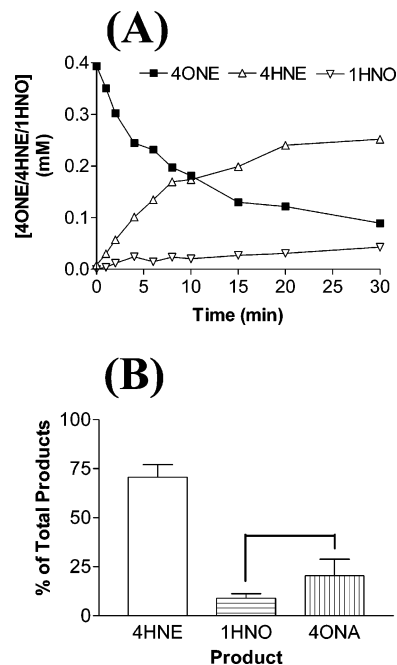 (A)
4ONE 4HNE 1HNO
[4ONE/4HNE/1HNO]
(mM)
0.4
0.3
0.2
0.1
0.0
0 5 10 15 20 25 30
Time (min)
(B)
% of Total Products
100
75
50
25
0
4HNE 1HNO 4ONA
Product